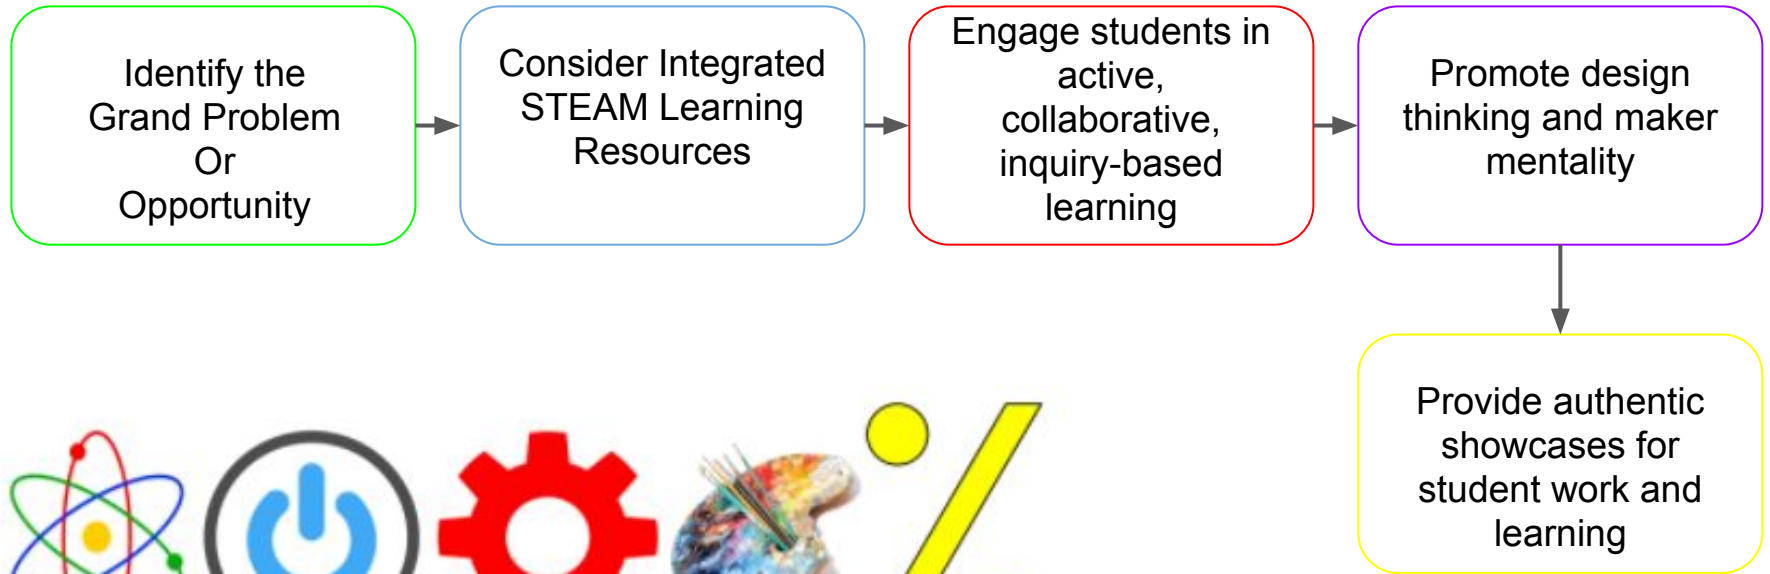 Identify the
Grand Problem
Or
Opportunity
Consider Integrated
STEAM Learning
Resources
Engage students in
active,
collaborative,
inquiry-based
learning
Promote design
thinking and maker
mentality
Provide authentic
showcases for
student work and
learning